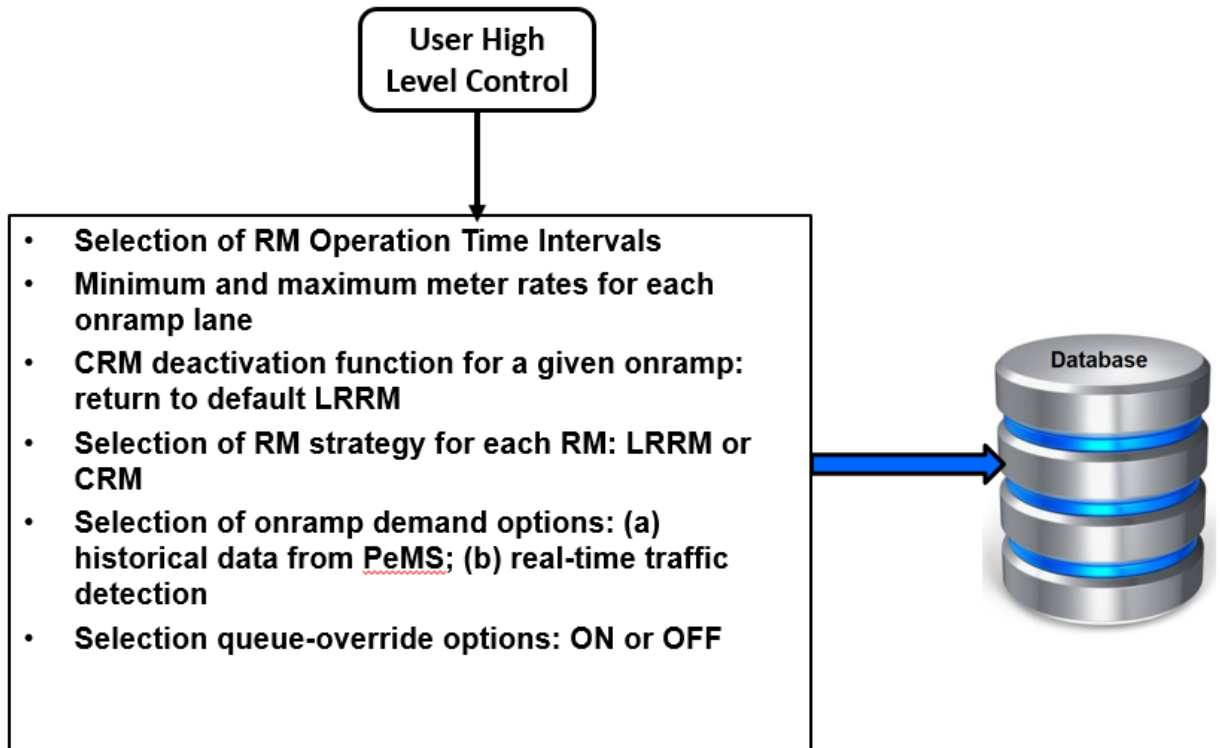 User High
Level Control
• Selection of RM Operation Time Intervals
• Minimum and maximum meter rates for each
onramp lane
• CRM deactivation function for a given onramp:
return to default LRRM
• Selection of RM strategy for each RM: LRRM or
CRM
• Selection of onramp demand options: (a)
historical data from PeMS; (b) real-time traffic
detection
• Selection queue-override options: ON or OFF
Database